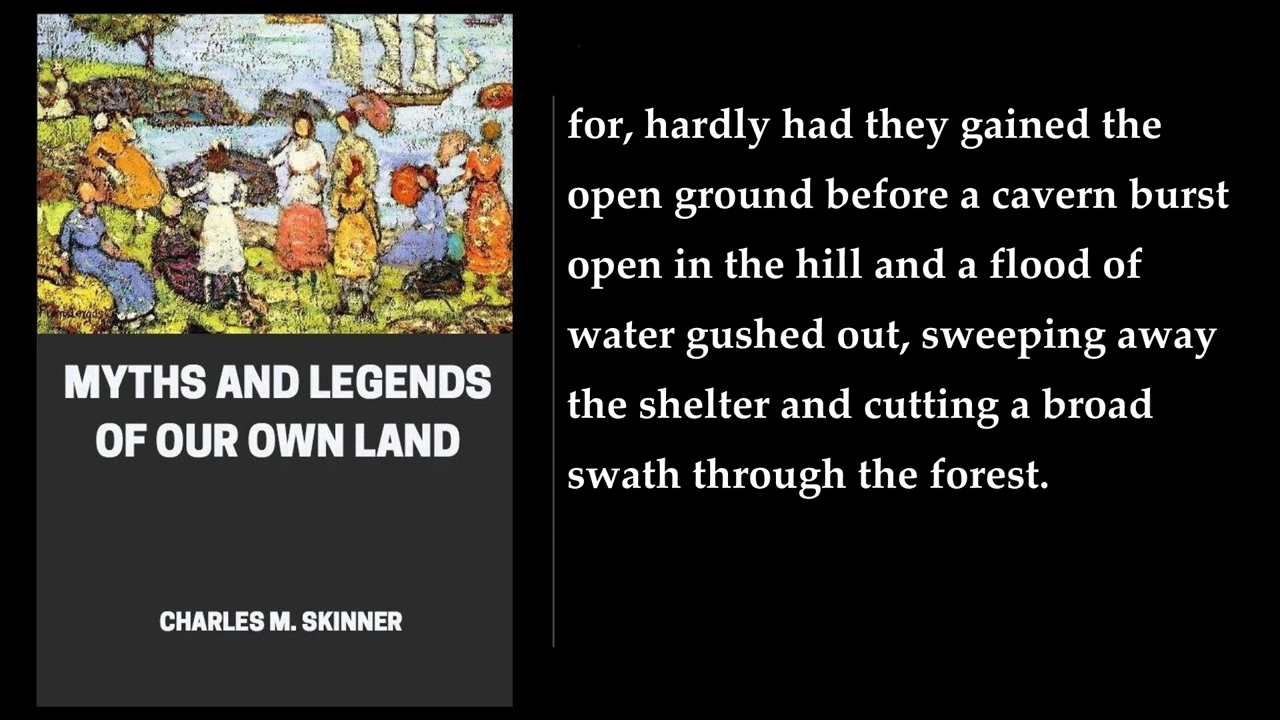 MYTHS AND LEGENDS
OF OUR OWN LAND
CHARLES M. SKINNER
for, hardly had they gained the
open ground before a cavern burst
open in the hill and a flood of
water gushed out, sweeping away
the shelter and cutting a broad
swath through the forest.